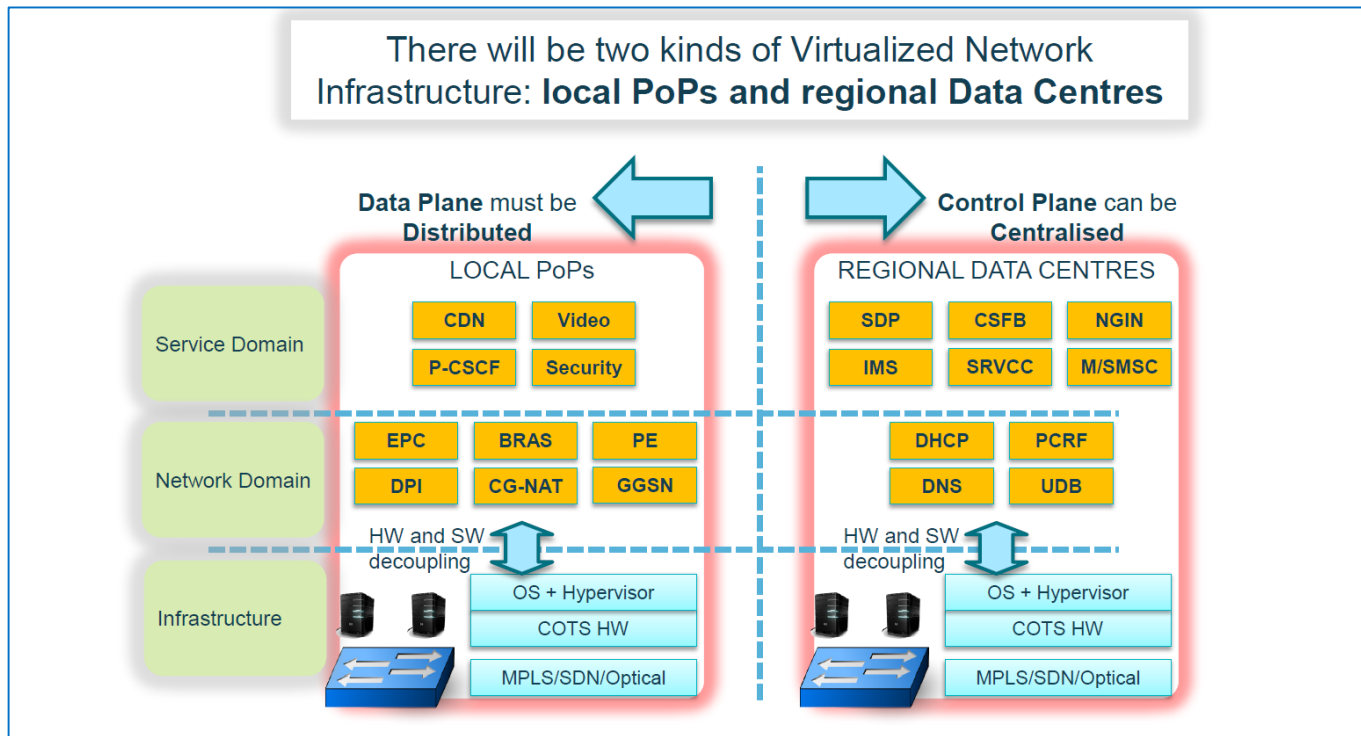 There will be two kinds of Virtualized Network
Infrastructure: local PoPs and regional Data Centres
Data Plane must be
Distributed
Control Plane can be
Centralised
Service Domain
Network Domain
Infrastructure
LOCAL PoPs
CDN
Video
P-CSCF
Security
EPC
BRAS
PE
DPI
CG-NAT
GGSN
HW and SW
decoupling
OS + Hypervisor
COTS HW
MPLS/SDN/Optical
REGIONAL DATA CENTRES
SDP
CSFB
NGIN
IMS
SRVCC
M/SMSC
DHCP
PCRF
DNS
UDB
HW and SW
decoupling
OS + Hypervisor
COTS HW
MPLS/SDN/Optical